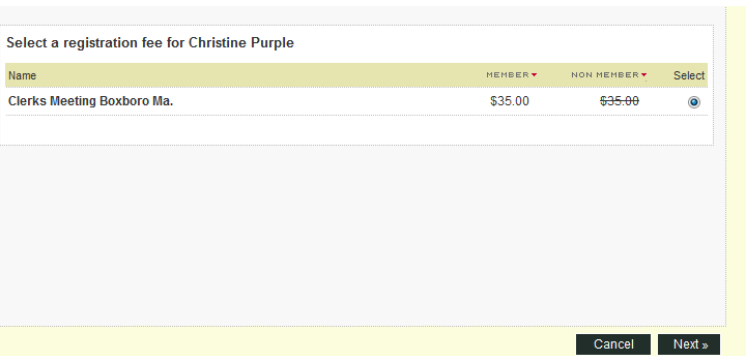 Select a registration fee for Christine Purple
Name MEMBER NON MEMBER Select
Clerks Meeting Boxboro Ma. $35.00 $35.00
Cancel Next »